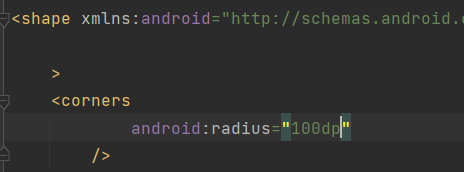 <shape xmlns:android="http://schemas.android.
>
<corners
android:radius="100dp"
/>